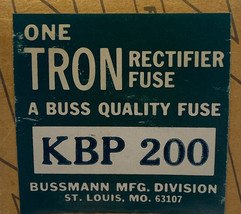 ONE
TRON RECTIFIER FUSE
A BUSS QUALITY FUSE
KBP 200
BUSSMANN MFG. DIVISION
ST. LOUIS, MO. 63107